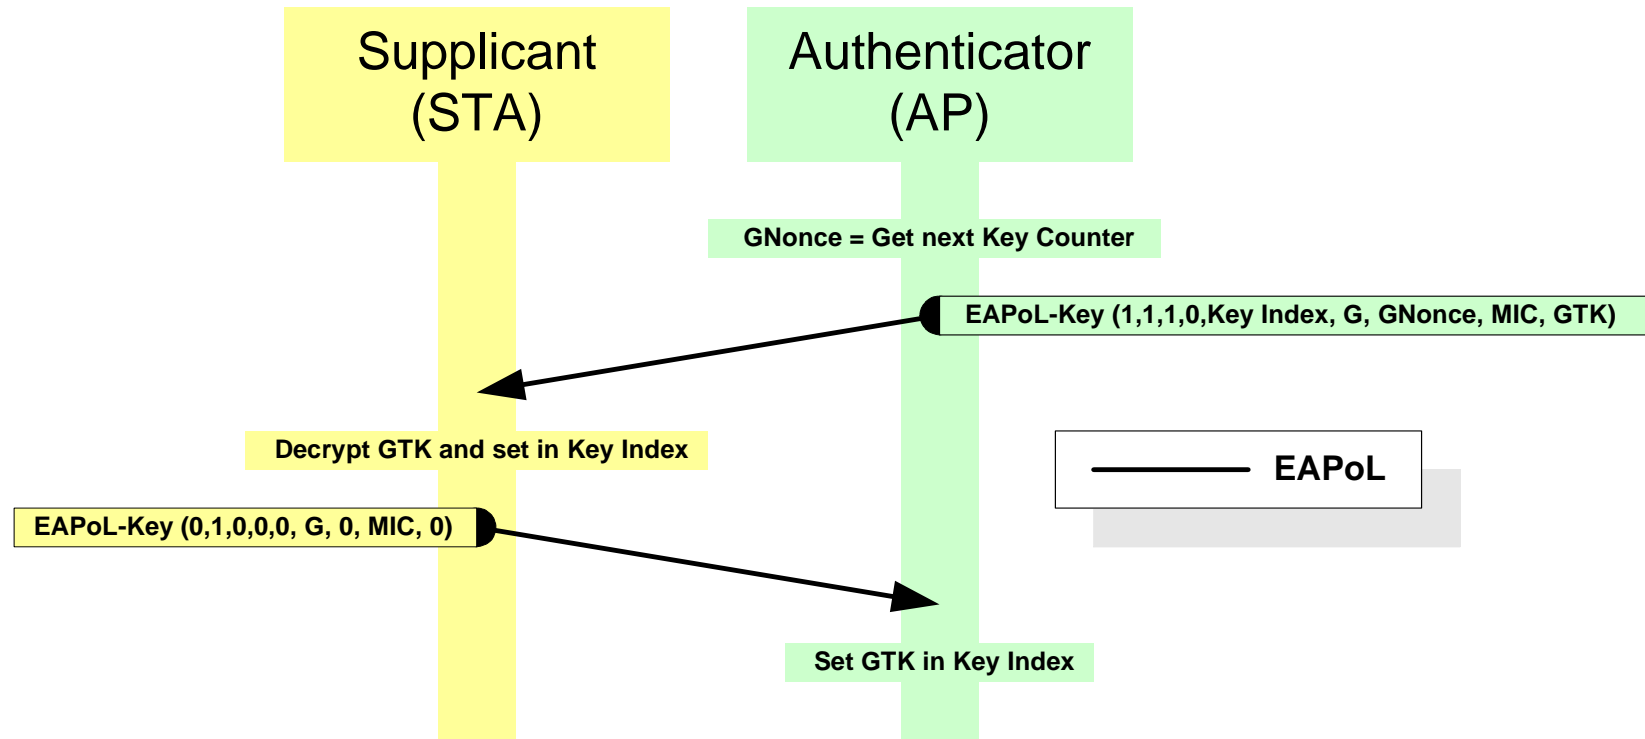 Supplicant
(STA)
Authenticator
(AP)
GNonce = Get next Key Counter
EAPoL-Key (1,1,1,0,Key Index, G, GNonce, MIC, GTK)
Decrypt GTK and set in Key Index
EAPoL
EAPoL-Key (0,1,0,0,0, G, 0, MIC, 0)
Set GTK in Key Index